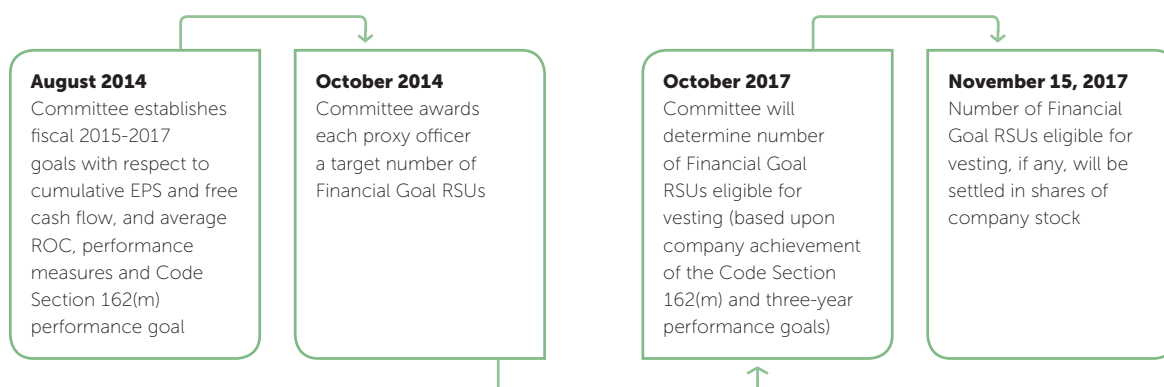 August 2014
Committee establishes
fiscal 2015-2017
goals with respect to
cumulative EPS and free
cash flow, and average
ROC, performance
measures and Code
Section 162(m)
performance goal
October 2014
Committee awards
each proxy officer
a target number of
Financial Goal RSUs
October 2017
Committee will
determine number
of Financial Goal
RSUs eligible for
vesting (based upon
company achievement
of the Code Section
162(m) and three-year
performance goals)
November 15, 2017
Number of Financial
Goal RSUs eligible for
vesting, if any, will be
settled in shares of
company stock